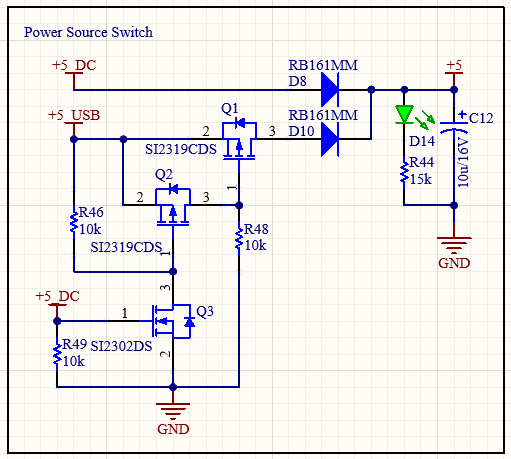 Power Source Switch
+5_DC
RB161MM
D8
+5
+5_USB
Q1
RB161MM
D10
2
3
SI2319CDS
1
D14
C12
10u/16V
R44
15k
Q2
2
3
R46
10k
SI2319CDS
1
R48
10k
GND
+5_DC
3
Q3
1
R49
10k
SI2302DS
2
GND